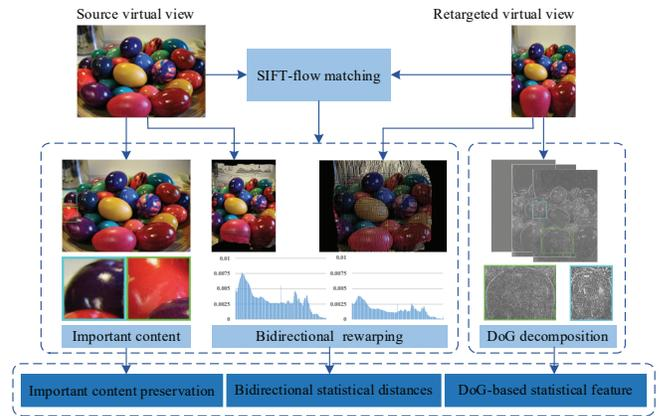 Source virtual view
Retargeted virtual view
SIFT-flow matching
0.01
0.0075
0.005
0.0025
0
0.01
0.0075
0.005
0.0025
0
Important content
Bidirectional rewarping
DoG decomposition
Important content preservation
Bidirectional statistical distances
DoG-based statistical feature